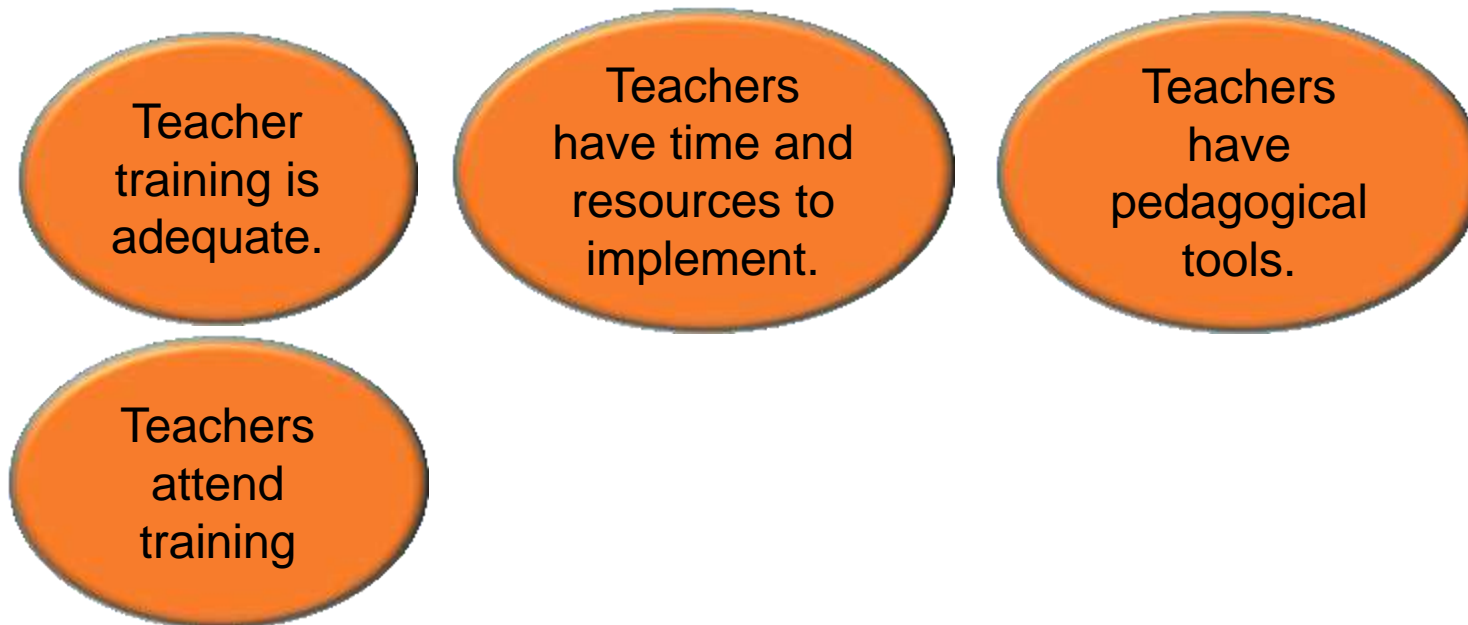 Teacher
training is
adequate.
Teachers
have time and
resources to
implement.
Teachers
have
pedagogical
tools.
Teachers
attend
training